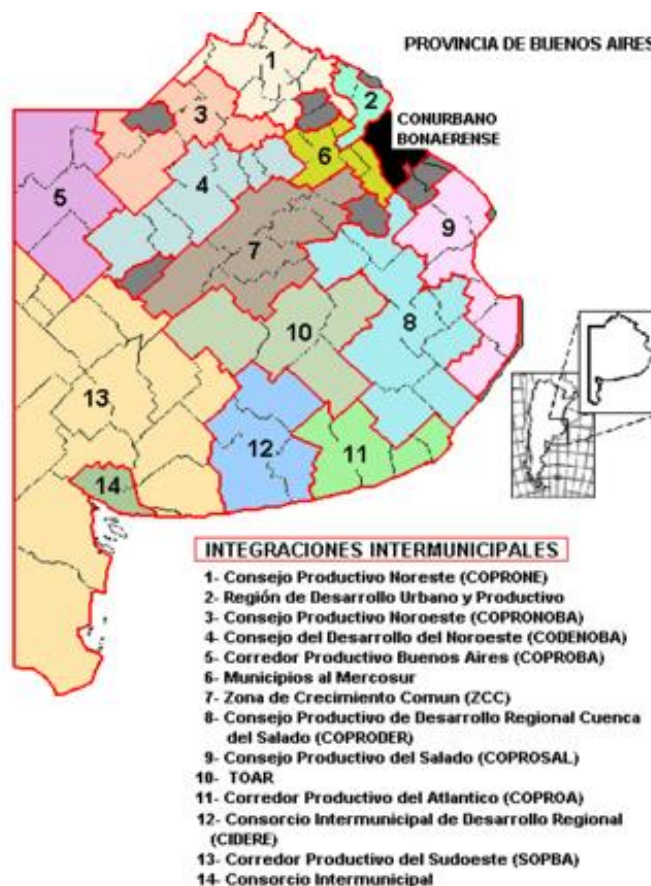 PROVINCIA DE BUENOS AIRES
1
2
CONURBANO
BONAERENSE
3
6
4
5
9
7
8
10
13
12
11
14
INTEGRACIONES INTERMUNICIPALES
1- Consejo Productivo Noreste (COPRONE)
2- Región de Desarrollo Urbano y Productivo
3- Consejo Productivo Noroeste (COPRONOBA)
4- Consejo del Desarrollo del Noroeste (CODENOBA)
5- Corredor Productivo Buenos Aires (COPROBA)
6- Municipios al Mercosur
7- Zona de Crecimiento Comun (ZCC)
8- Consejo Productivo de Desarrollo Regional Cuenca
del Salado (COPRODER)
9- Consejo Productivo del Salado (COPROSAL)
10- TOAR
11- Corredor Productivo del Atlantico (COPROA)
12- Consorcio Intermunicipal de Desarrollo Regional
(CIDERE)
13- Corredor Productivo del Sudoeste (SOPBA)
14- Consorcio Intermunicipal